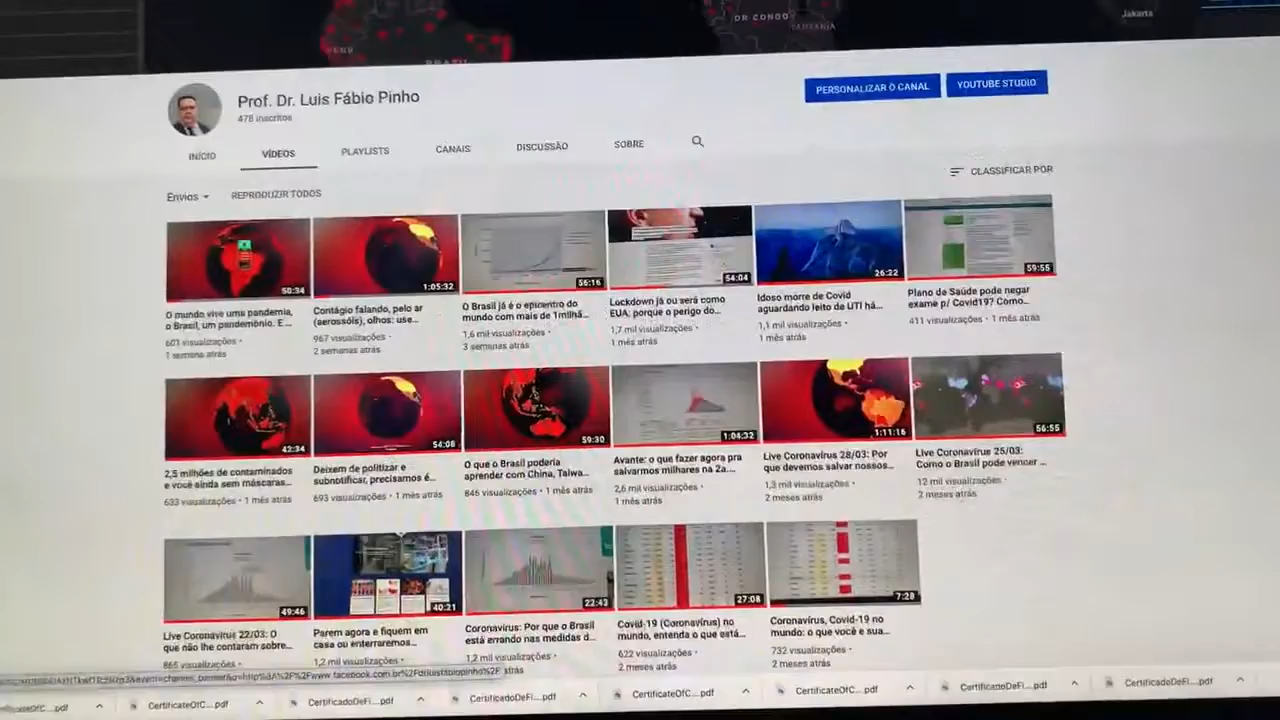 PERU
BRAZIL
DR CONGO
TANZANIA
Jakarta
Prof. Dr. Luis Fábio Pinho
478 inscritos
PERSONALIZAR O CANAL
YOUTUBE STUDIO
INÍCIO
VÍDEOS
PLAYLISTS
CANAIS
DISCUSSÃO
SOBRE
Envios
REPRODUZIR TODOS
CLASSIFICAR POR
50:34
1:05:32
56:16
54:04
26:22
59:55
O mundo vive uma pandemia,
o Brasil, um pandemônio. E ...
601 visualizações •
1 semana atrás
Contágio falando, pelo ar
(aerossóis), olhos: use...
967 visualizações •
2 semanas atrás
O Brasil já é o epicentro do
mundo com mais de 1milhã...
1,6 mil visualizações •
3 semanas atrás
Lockdown já ou será como
EUA: porque o perigo do...
1,7 mil visualizações •
1 mês atrás
Idoso morre de Covid
aguardando leito de UTI há...
1,1 mil visualizações •
1 mês atrás
Plano de Saúde pode negar
exame p/ Covid19? Como...
411 visualizações • 1 mês atrás
42:34
54:08
59:30
1:04:32
1:11:16
56:55
2,5 milhões de contaminados
e você ainda sem máscaras...
633 visualizações • 1 mês atrás
Deixem de politizar e
subnotificar, precisamos é...
693 visualizações • 1 mês atrás
O que o Brasil poderia
aprender com China, Taiwa...
846 visualizações • 1 mês atrás
Avante: o que fazer agora pra
salvarmos milhares na 2a....
2,6 mil visualizações •
1 mês atrás
Live Coronavírus 28/03: Por
que devemos salvar nossos...
1,3 mil visualizações •
2 meses atrás
Live Coronavírus 25/03:
Como o Brasil pode vencer ...
12 mil visualizações •
2 meses atrás
49:46
40:21
22:43
27:08
7:28
Live Coronavírus 22/03: O
que não lhe contaram sobre...
865 visualizações •
Parem agora e fiquem em
casa ou enterraremos...
1,2 mil visualizações •
Coronavírus: Por que o Brasil
está errando nas medidas d...
1,2 mil visualizações •
atrás
Covid-19 (Coronavírus) no
mundo, entenda o que está...
622 visualizações •
2 meses atrás
Coronavírus, Covid-19 no
mundo: o que você e sua...
732 visualizações •
2 meses atrás
CertificateOfC....pdf
CertificadoDeFi....pdf
CertificadoDeFi....pdf
CertificateOfC....pdf
CertificateOfC....pdf
CertificadoDeFi....pdf
CertificadoDeFi....pdf